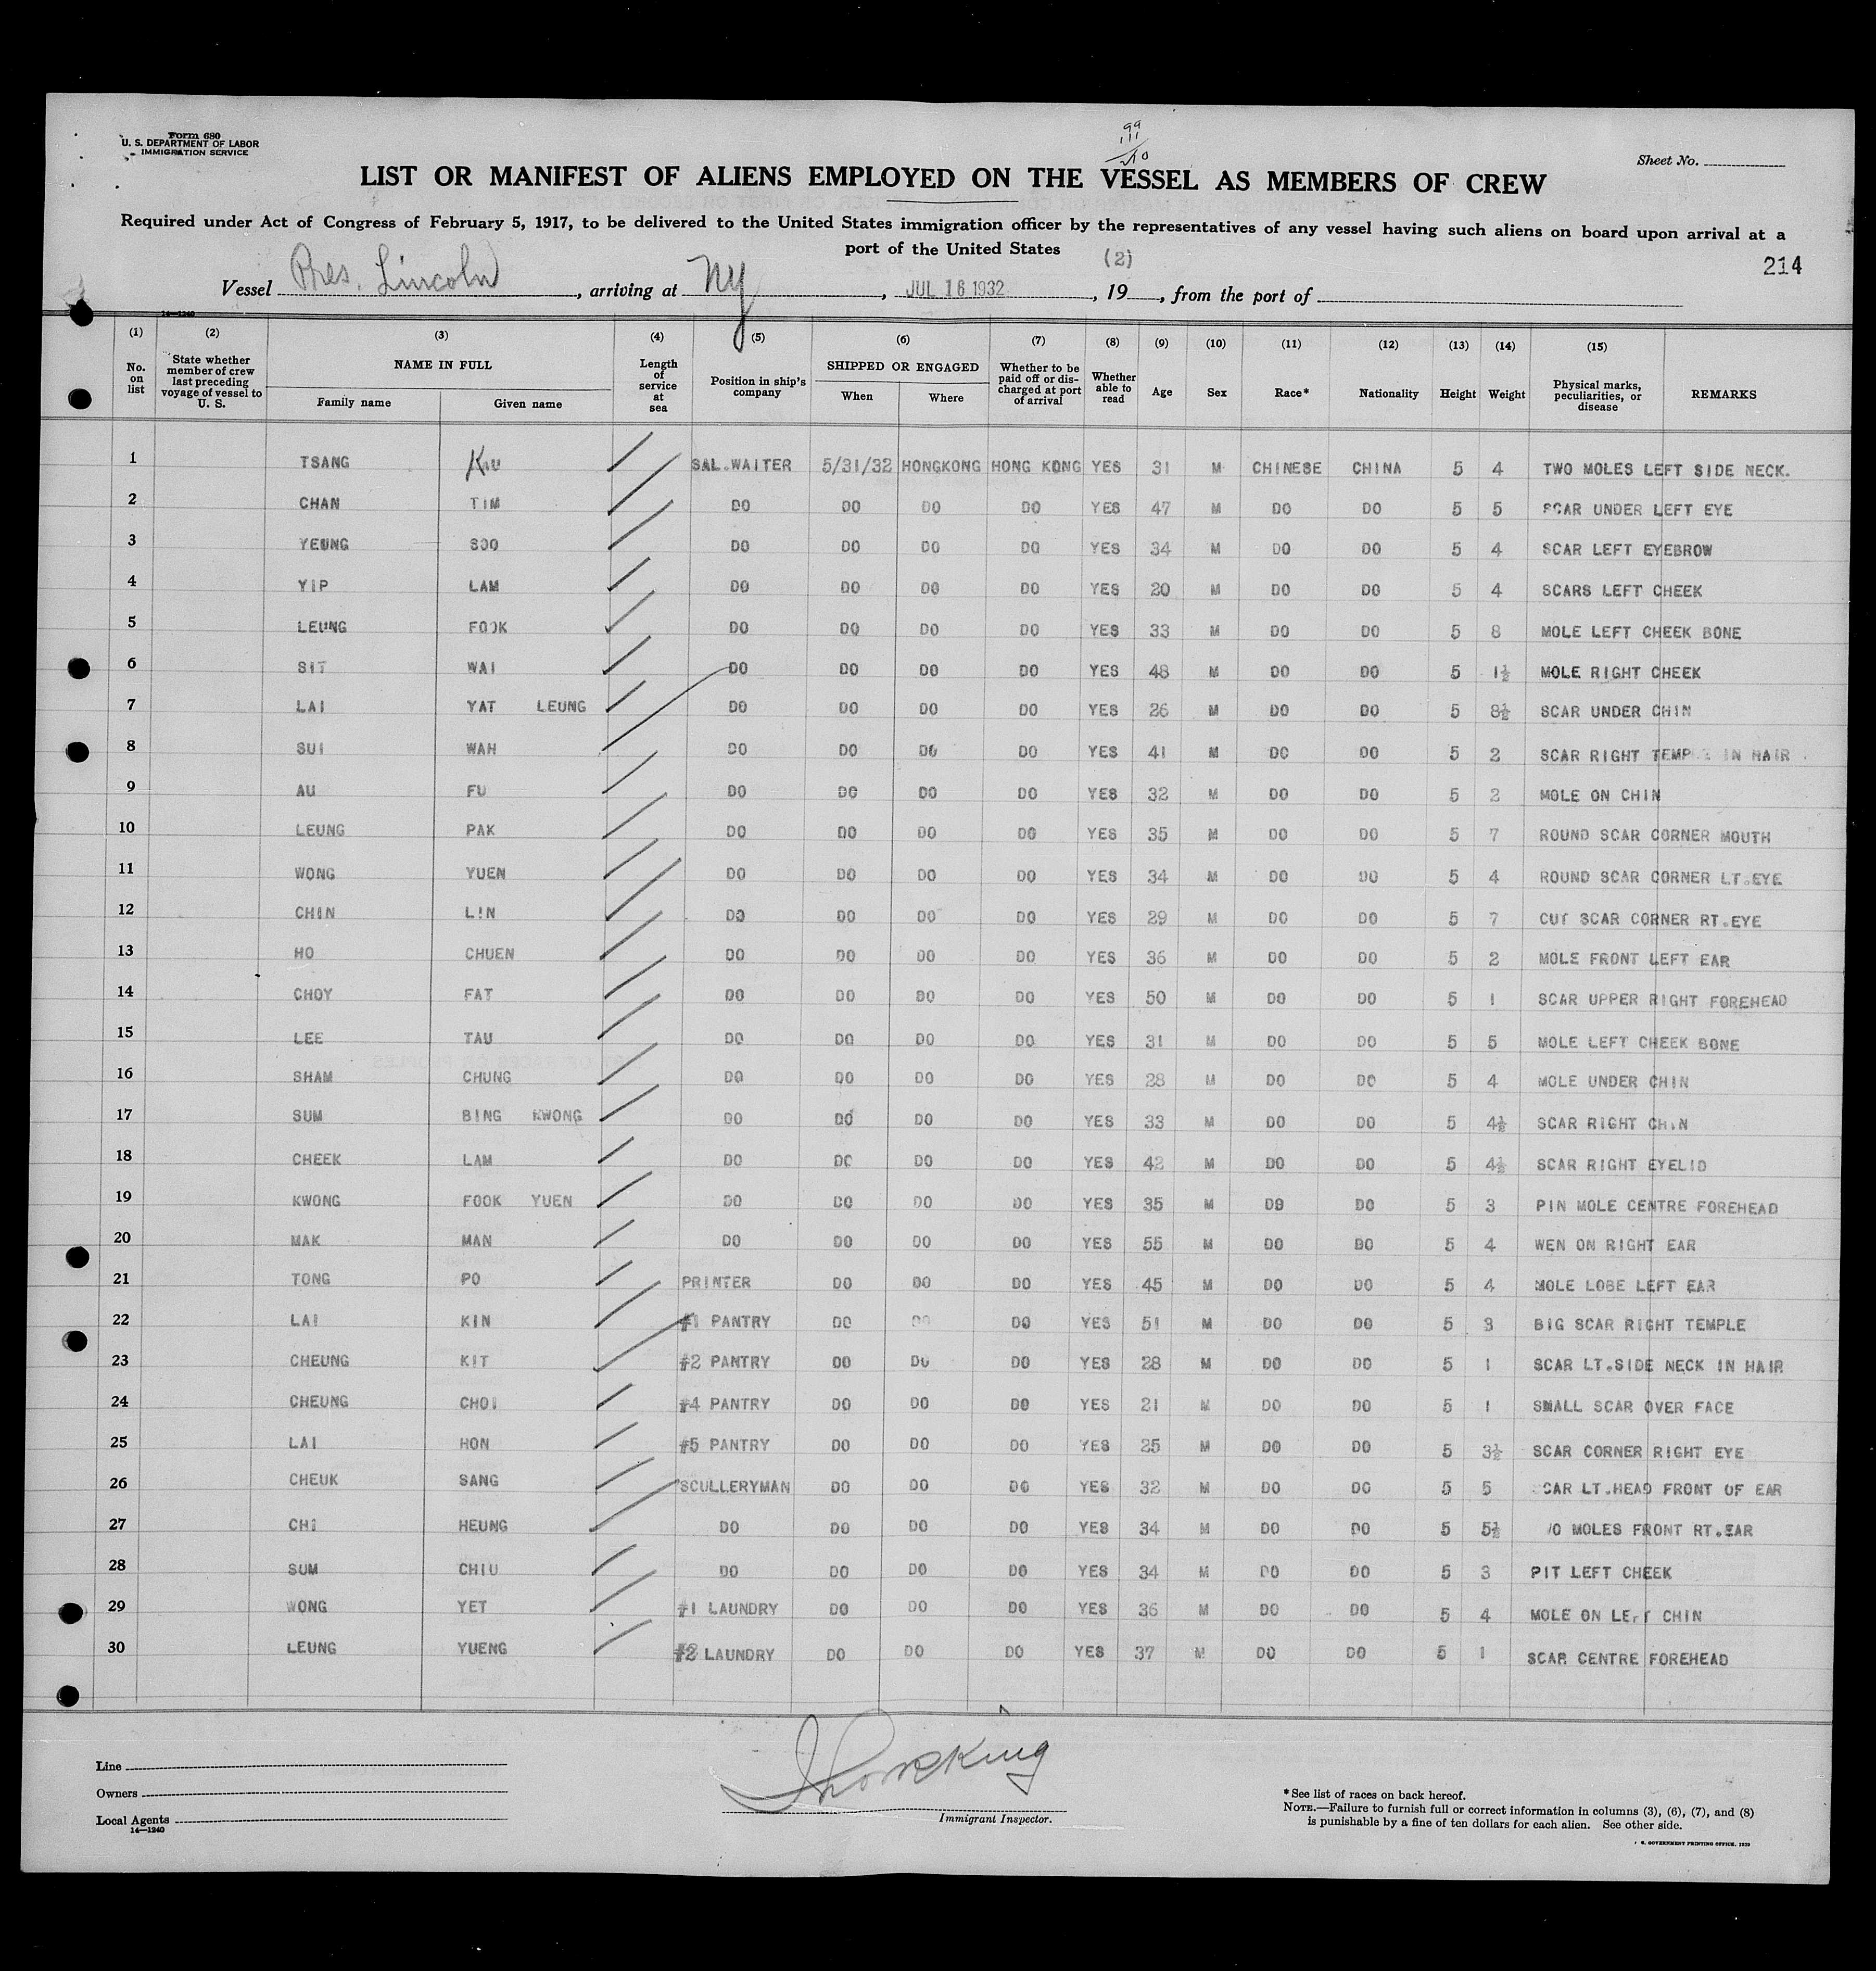 Form 680
U. S. DEPARTMENT OF LABOR
IMMIGRATION SERVICE
Sheet No.
LIST OR MANIFEST OF ALIENS EMPLOYED ON THE VESSEL AS MEMBERS OF CREW
Required under Act of Congress of February 5, 1917, to be delivered to the United States immigration officer by the representatives of any vessel having such aliens on board upon arrival at a
port of the United States
(2)
214
Vessel Pres. Lincoln, arriving at NY, JUL 16 1932, 19, from the port of
14—1240
(1) (2) (3) (4) (5) (6) (7) (8) (9) (10) (11) (12) (13) (14) (15)
No. on list State whether member of crew last preceding voyage of vessel to U. S. NAME IN FULL Family name Given name Length of service at sea Position in ship's company SHIPPED OR ENGAGED When Where Whether to be paid off or discharged at port of arrival Whether able to read Age Sex Race* Nationality Height Weight Physical marks, peculiarities, or disease REMARKS
1 TSANG KAU SAL.WAITER 5/31/32 HONGKONG HONG KONG YES 31 M CHINESE CHINA 5 4 TWO MOLES LEFT SIDE NECK.
2 CHAN TIM DO DO DO DO YES 47 M DO DO 5 5 SCAR UNDER LEFT EYE
3 YEUNG SOO DO DO DO DO YES 34 M DO DO 5 4 SCAR LEFT EYEBROW
4 YIP LAM DO DO DO DO YES 20 M DO DO 5 4 SCARS LEFT CHEEK
5 LEUNG FOOK DO DO DO DO YES 33 M DO DO 5 8 MOLE LEFT CHEEK BONE
6 SIT WAI DO DO DO DO YES 48 M DO DO 5 1½ MOLE RIGHT CHEEK
7 LAI YAT LEUNG DO DO DO DO YES 26 M DO DO 5 8½ SCAR UNDER CHIN
8 SUI WAH DO DO DO DO YES 41 M DO DO 5 2 SCAR RIGHT TEMPLE IN HAIR
9 AU FU DO DO DO DO YES 32 M DO DO 5 2 MOLE ON CHIN
10 LEUNG PAK DO DO DO DO YES 35 M DO DO 5 7 ROUND SCAR CORNER MOUTH
11 WONG YUEN DO DO DO DO YES 34 M DO DO 5 4 ROUND SCAR CORNER LT.EYE
12 CHIN LIN DO DO DO DO YES 29 M DO DO 5 7 CUT SCAR CORNER RT.EYE
13 HO CHUEN DO DO DO DO YES 36 M DO DO 5 2 MOLE FRONT LEFT EAR
14 CHOY FAT DO DO DO DO YES 50 M DO DO 5 1 SCAR UPPER RIGHT FOREHEAD
15 LEE TAU DO DO DO DO YES 31 M DO DO 5 5 MOLE LEFT CHEEK BONE
16 SHAM CHUNG DO DO DO DO YES 28 M DO DO 5 4 MOLE UNDER CHIN
17 SUM BING KWONG DO DO DO DO YES 33 M DO DO 5 4½ SCAR RIGHT CHIN
18 CHEEK LAM DO DO DO DO YES 42 M DO DO 5 4½ SCAR RIGHT EYELID
19 KWONG FOOK YUEN DO DO DO DO YES 35 M DO DO 5 3 PIN MOLE CENTRE FOREHEAD
20 MAK MAN DO DO DO DO YES 55 M DO DO 5 4 WEN ON RIGHT EAR
21 TONG PO PRINTER DO DO DO YES 45 M DO DO 5 4 MOLE LOBE LEFT EAR
22 LAI KIN #1 PANTRY DO DO DO YES 51 M DO DO 5 3 BIG SCAR RIGHT TEMPLE
23 CHEUNG KIT #2 PANTRY DO DO DO YES 28 M DO DO 5 1 SCAR LT.SIDE NECK IN HAIR
24 CHEUNG CHOI #4 PANTRY DO DO DO YES 21 M DO DO 5 1 SMALL SCAR OVER FACE
25 LAI HON #5 PANTRY DO DO DO YES 25 M DO DO 5 3½ SCAR CORNER RIGHT EYE
26 CHEUK SANG SCULLERYMAN DO DO DO YES 32 M DO DO 5 5 SCAR LT.HEAD FRONT OF EAR
27 CHI HEUNG DO DO DO DO YES 34 M DO DO 5 5½ MOLES FRONT RT.EAR
28 SUM CHIU DO DO DO DO YES 34 M DO DO 5 3 PIT LEFT CHEEK
29 WONG YET #1 LAUNDRY DO DO DO YES 36 M DO DO 5 4 MOLE ON LEFT CHIN
30 LEUNG YUENG #2 LAUNDRY DO DO DO YES 37 M DO DO 5 1 SCAR CENTRE FOREHEAD
Line
Owners
Local Agents
14—1240
Immigrant Inspector.
*See list of races on back hereof.
NOTE.—Failure to furnish full or correct information in columns (3), (6), (7), and (8)
is punishable by a fine of ten dollars for each alien. See other side.